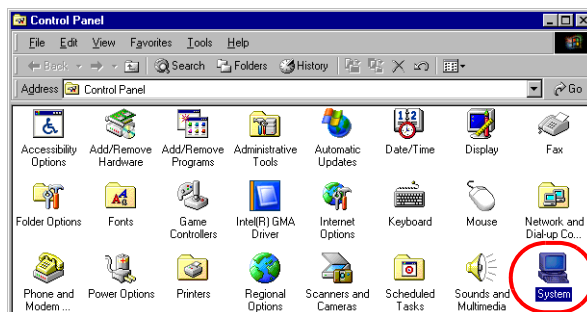 Control Panel
File Edit View Favorites Tools Help
Back Search Folders History
Address Control Panel Go
Accessibility Options
Add/Remove Hardware
Add/Remove Programs
Administrative Tools
Automatic Updates
Date/Time
Display
Fax
Folder Options
Fonts
Game Controllers
Intel(R) GMA Driver
Internet Options
Keyboard
Mouse
Network and Dial-up Co...
Phone and Modem ...
Power Options
Printers
Regional Options
Scanners and Cameras
Scheduled Tasks
Sounds and Multimedia
System